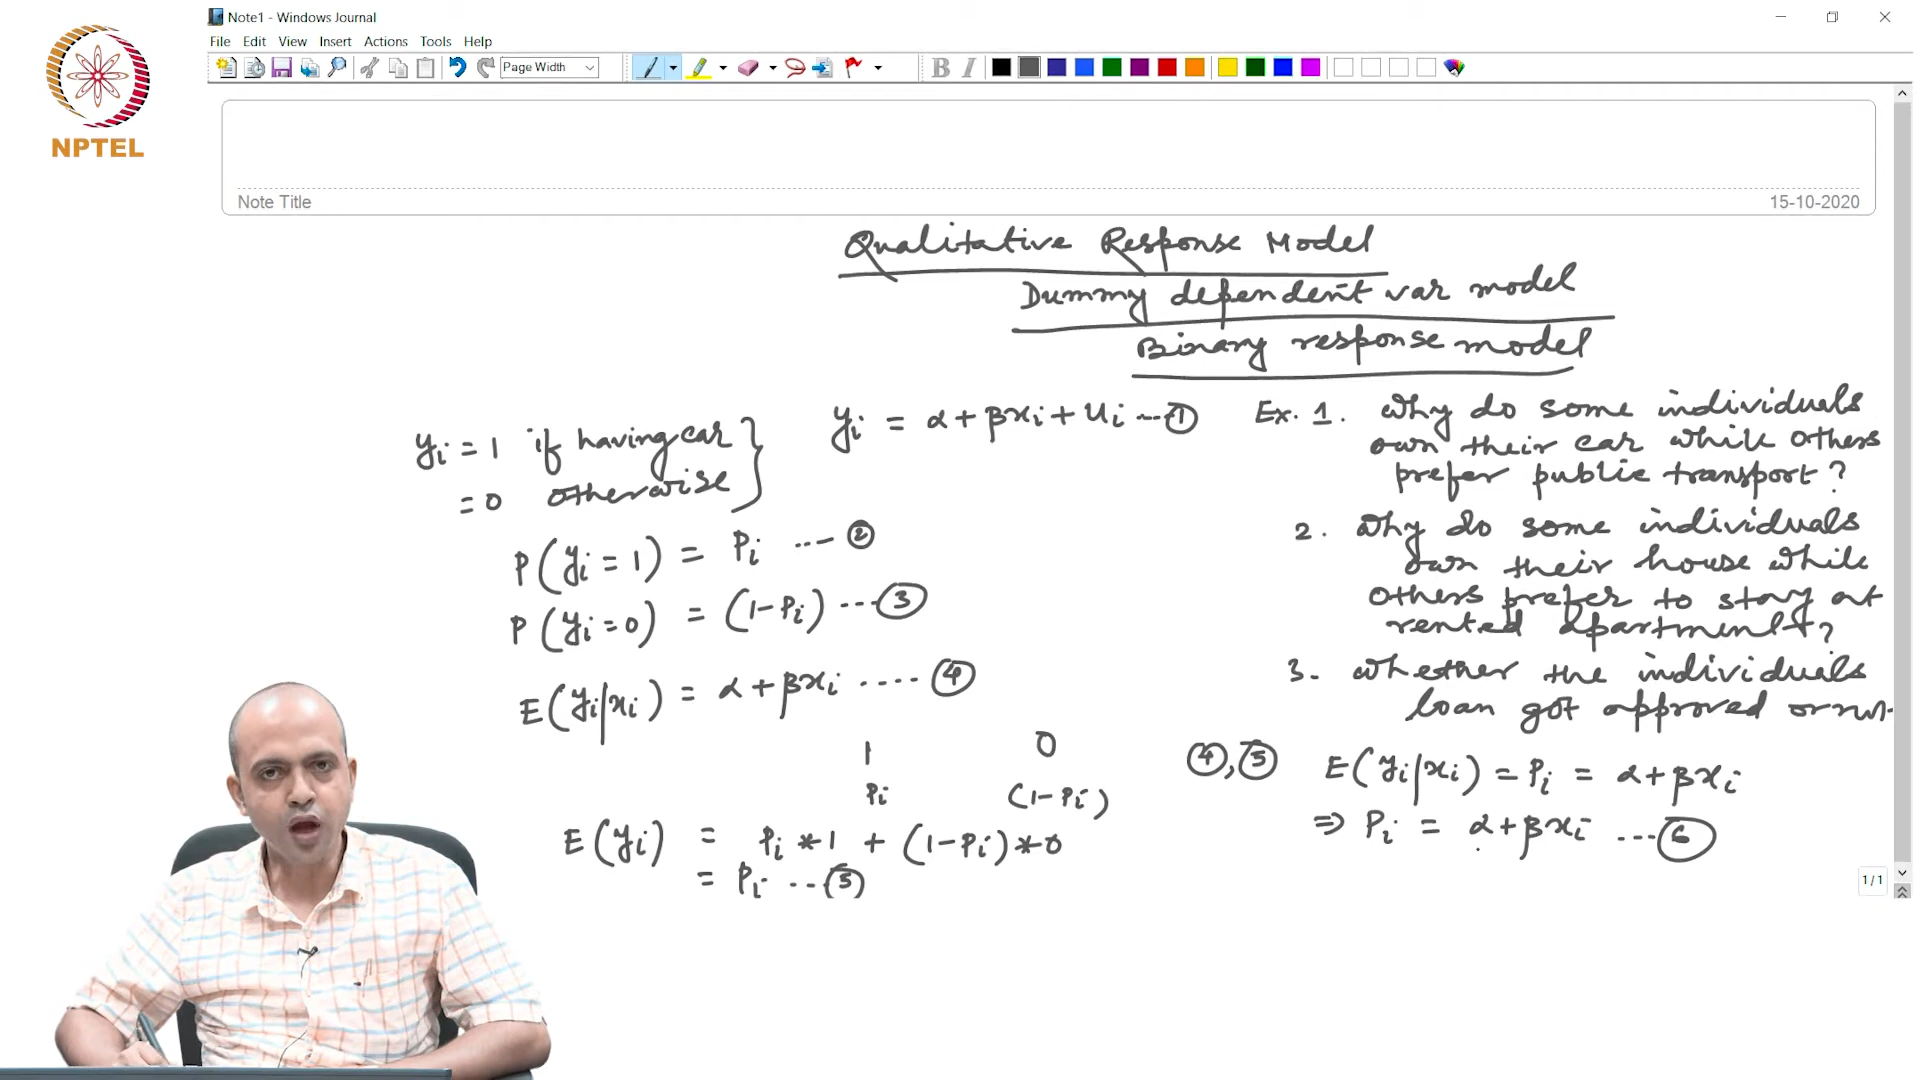 Note1 - Windows Journal
File Edit View Insert Actions Tools Help
Page Width
B I
NPTEL
Note Title
15-10-2020
Qualitative Response Model
Dummy dependent var model
Binary response model
yi = 1 if having car
= 0 otherwise
yi = α + βxi + ui --- ①
P(yi = 1) = Pi --- ②
P(yi = 0) = (1 - Pi) --- ③
E(yi|xi) = α + βxi ---- ④
1 0
Pi (1 - Pi)
E(yi) = Pi * 1 + (1 - Pi) * 0
= Pi -- ⑤
Ex. 1. Why do some individuals
own their car while others
prefer public transport?
2. Why do some individuals
own their house while
others prefer to stay at
rented apartment?
3. Whether the individuals
loan got approved or not.
④, ⑤ E(yi|xi) = Pi = α + βxi
⇒ Pi = α + βxi --- ⑥
1/1